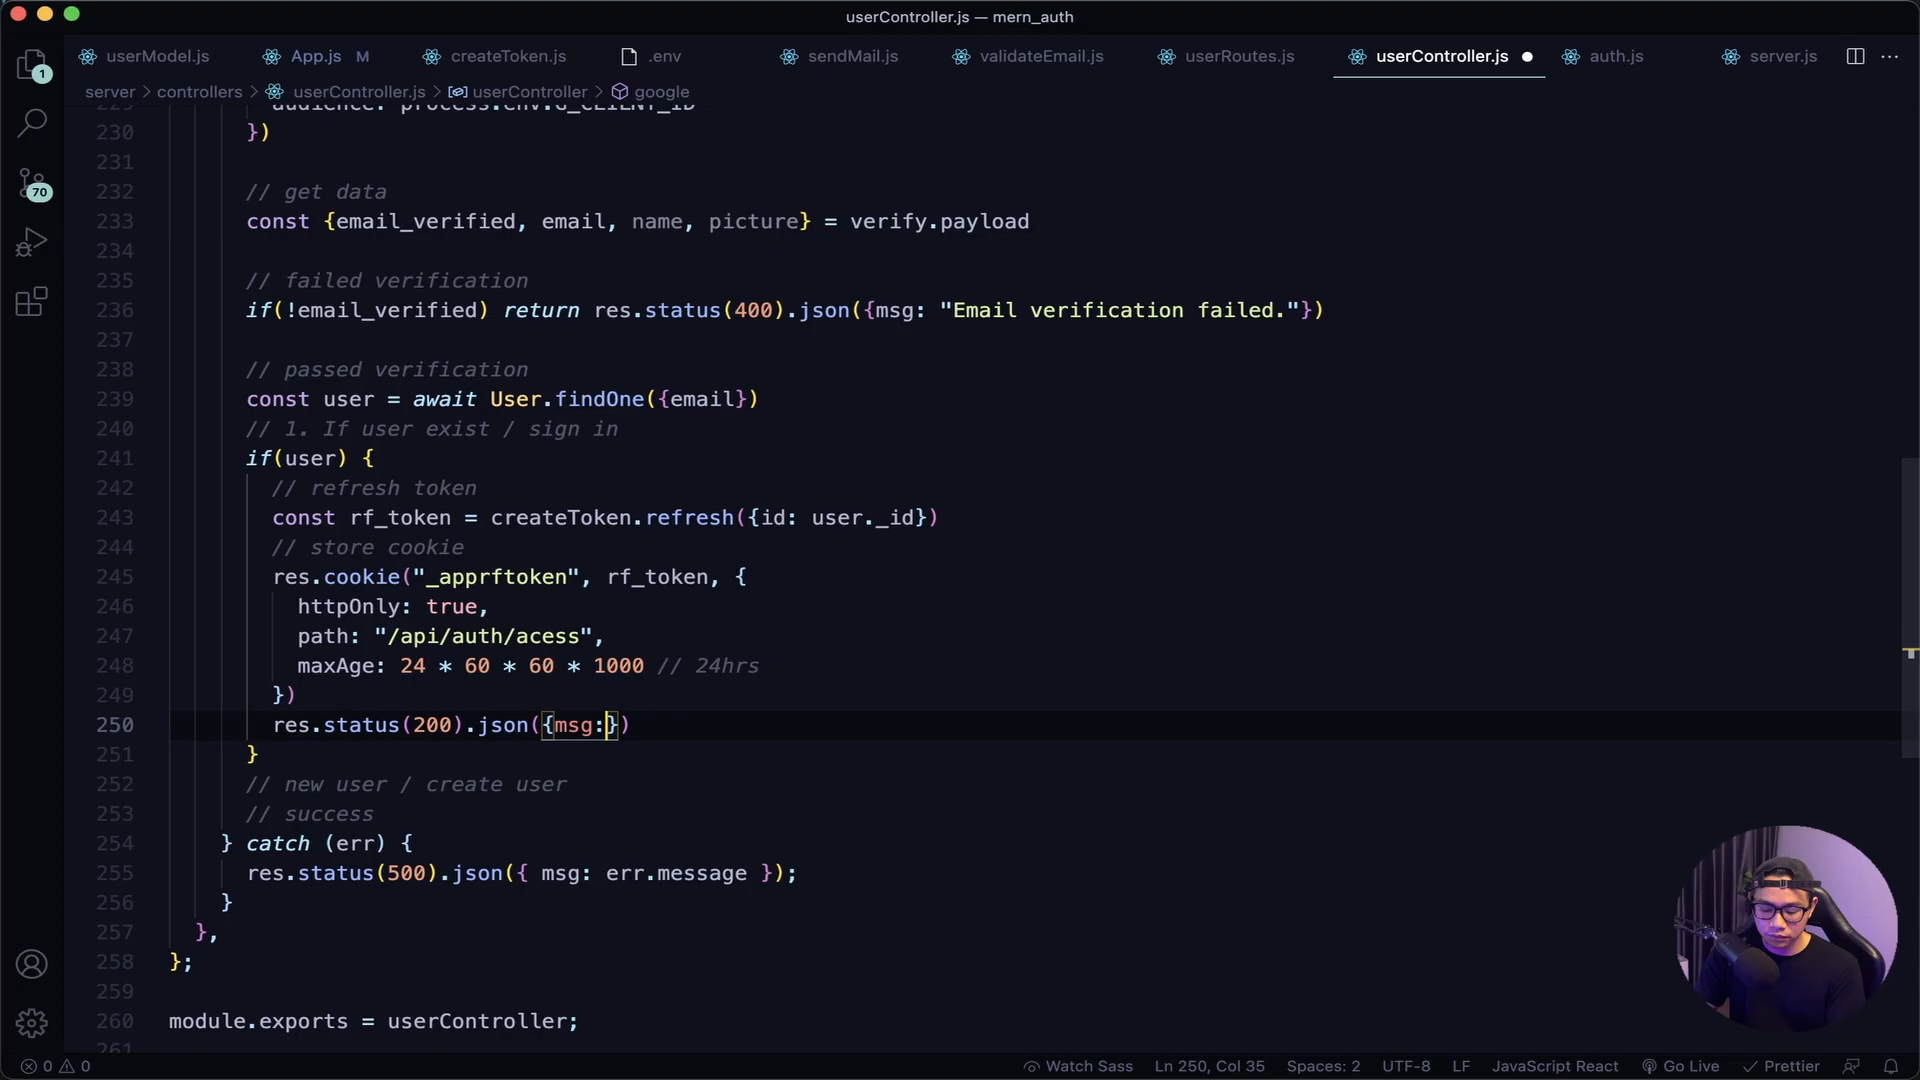 userController.js — mern_auth
userModel.js App.js M createToken.js .env sendMail.js validateEmail.js userRoutes.js userController.js auth.js server.js
server > controllers > userController.js > userController > google
229 audience: process.env.G_CLIENT_ID
230 })
231
232 // get data
233 const {email_verified, email, name, picture} = verify.payload
234
235 // failed verification
236 if(!email_verified) return res.status(400).json({msg: "Email verification failed."})
237
238 // passed verification
239 const user = await User.findOne({email})
240 // 1. If user exist / sign in
241 if(user) {
242 // refresh token
243 const rf_token = createToken.refresh({id: user._id})
244 // store cookie
245 res.cookie("_apprftoken", rf_token, {
246 httpOnly: true,
247 path: "/api/auth/acess",
248 maxAge: 24 * 60 * 60 * 1000 // 24hrs
249 })
250 res.status(200).json({msg:})
251 }
252 // new user / create user
253 // success
254 } catch (err) {
255 res.status(500).json({ msg: err.message });
256 }
257 },
258 };
259
260 module.exports = userController;
261
1
70
0 0 Watch Sass Ln 250, Col 35 Spaces: 2 UTF-8 LF JavaScript React Go Live Prettier